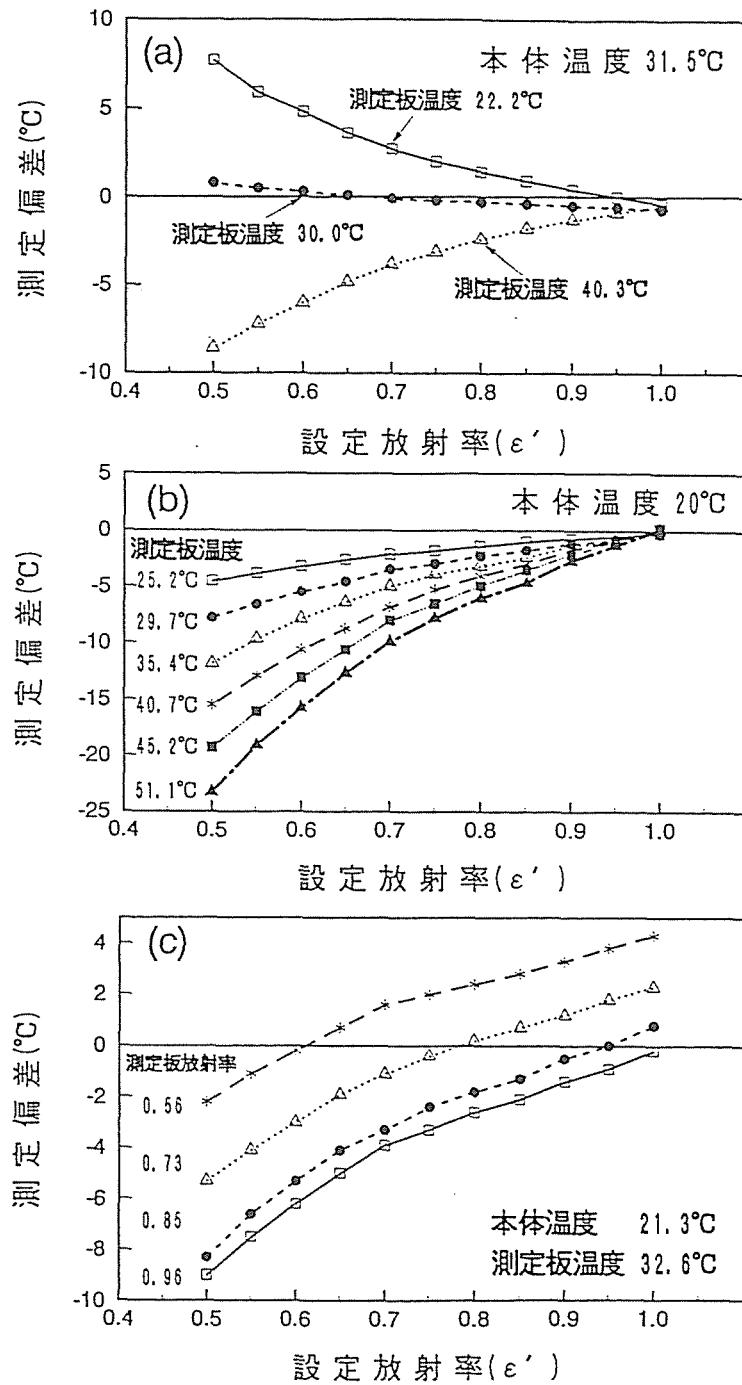 (a)
本体温度 31.5°C
測定板温度 22.2°C
測定板温度 30.0°C
測定板温度 40.3°C
測定偏差(°C)
10
5
0
-5
-10
0.4 0.5 0.6 0.7 0.8 0.9 1.0
設定放射率(ε′)
(b)
本体温度 20°C
測定板温度
25.2°C
29.7°C
35.4°C
40.7°C
45.2°C
51.1°C
測定偏差(°C)
5
0
-5
-10
-15
-20
-25
0.4 0.5 0.6 0.7 0.8 0.9 1.0
設定放射率(ε′)
(c)
測定板放射率
0.56
0.73
0.85
0.96
本体温度 21.3°C
測定板温度 32.6°C
測定偏差(°C)
4
2
0
-2
-4
-6
-8
-10
0.4 0.5 0.6 0.7 0.8 0.9 1.0
設定放射率(ε′)